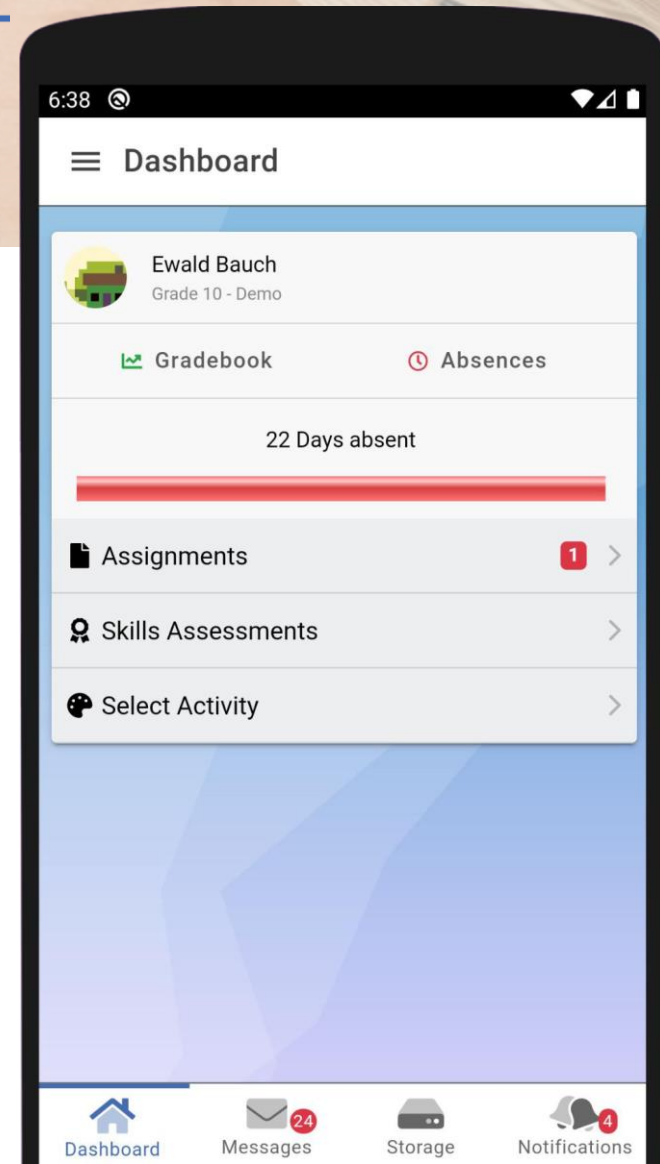 6:38
Dashboard
Ewald Bauch
Grade 10 - Demo
Gradebook
Absences
22 Days absent
Assignments
1
Skills Assessments
Select Activity
24
4
Dashboard
Messages
Storage
Notifications